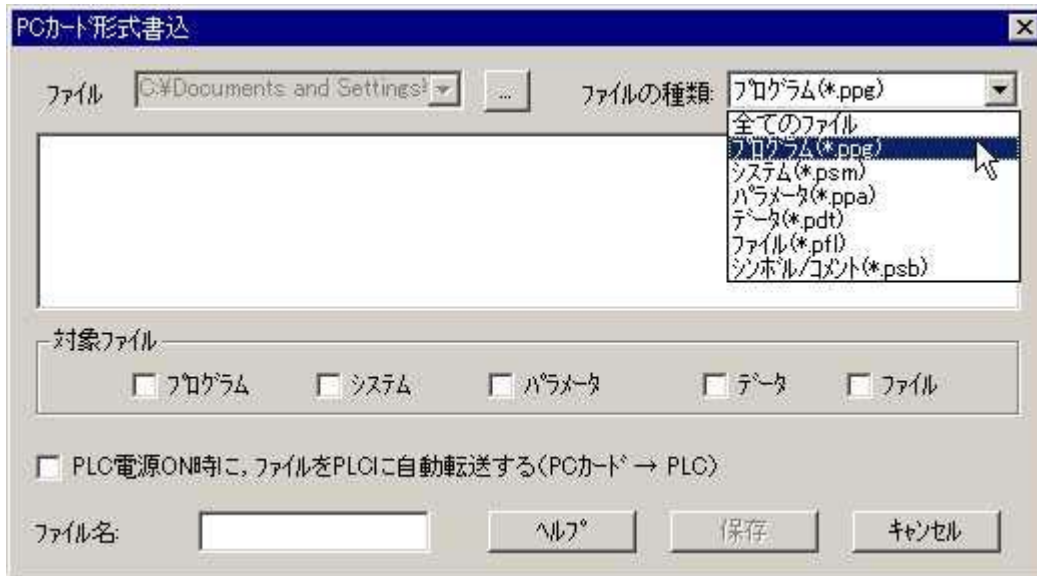 PCカード形式書込
ファイル C:¥Documents and Settings¥ ... ファイルの種類: プログラム(*.ppg)
全てのファイル
プログラム(*.ppg)
システム(*.psm)
パラメータ(*.ppa)
データ(*.pdt)
ファイル(*.pfl)
シンボル/コメント(*.psb)
対象ファイル
プログラム システム パラメータ データ ファイル
PLC電源ON時に,ファイルをPLCに自動転送する(PCカード → PLC)
ファイル名: ヘルプ 保存 キャンセル